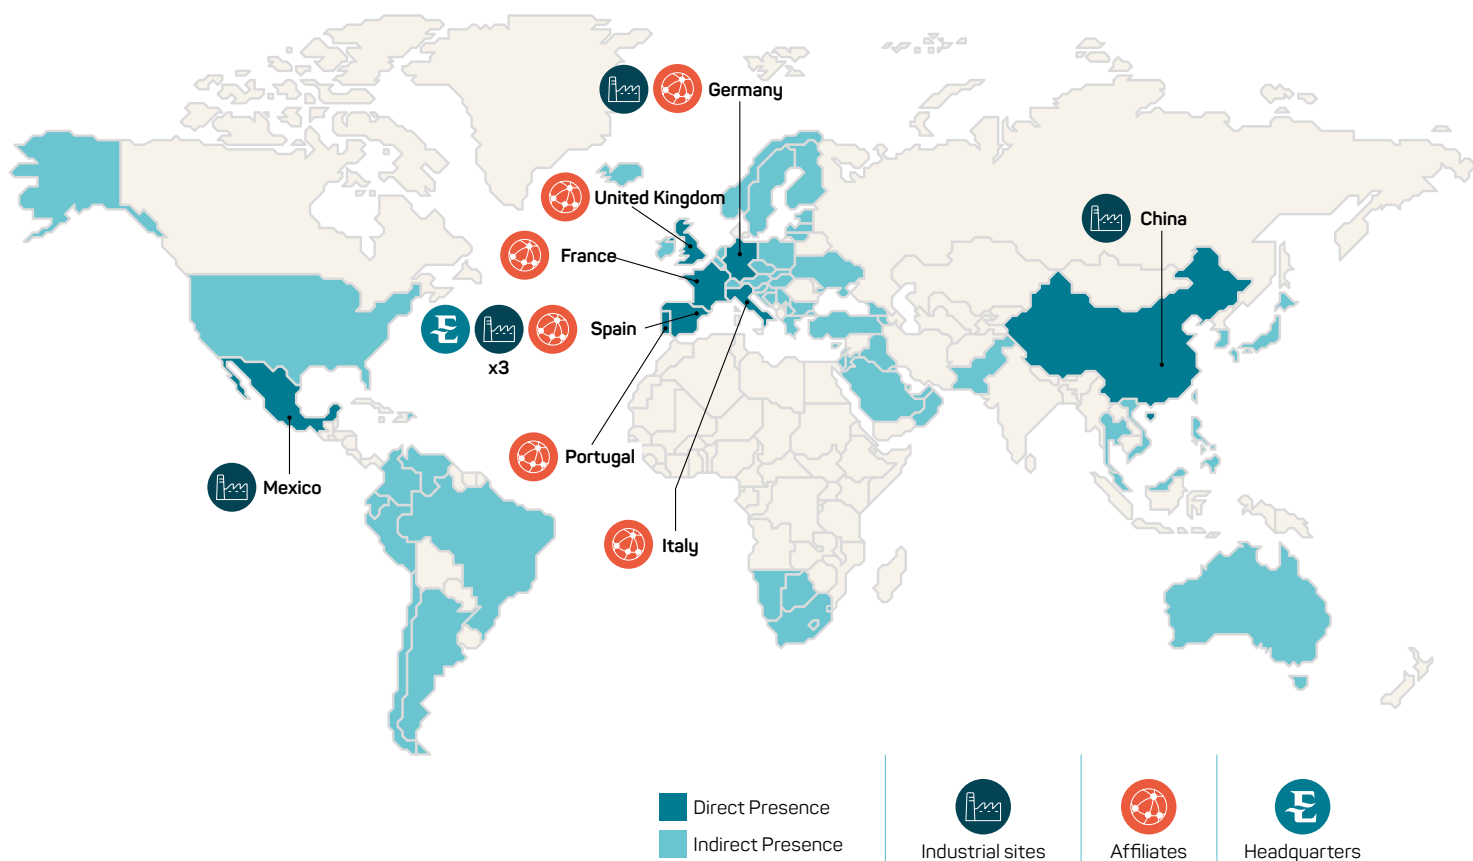 Germany
United Kingdom
China
France
Spain
x3
Portugal
Mexico
Italy
Direct Presence
Indirect Presence
Industrial sites
Affiliates
Headquarters